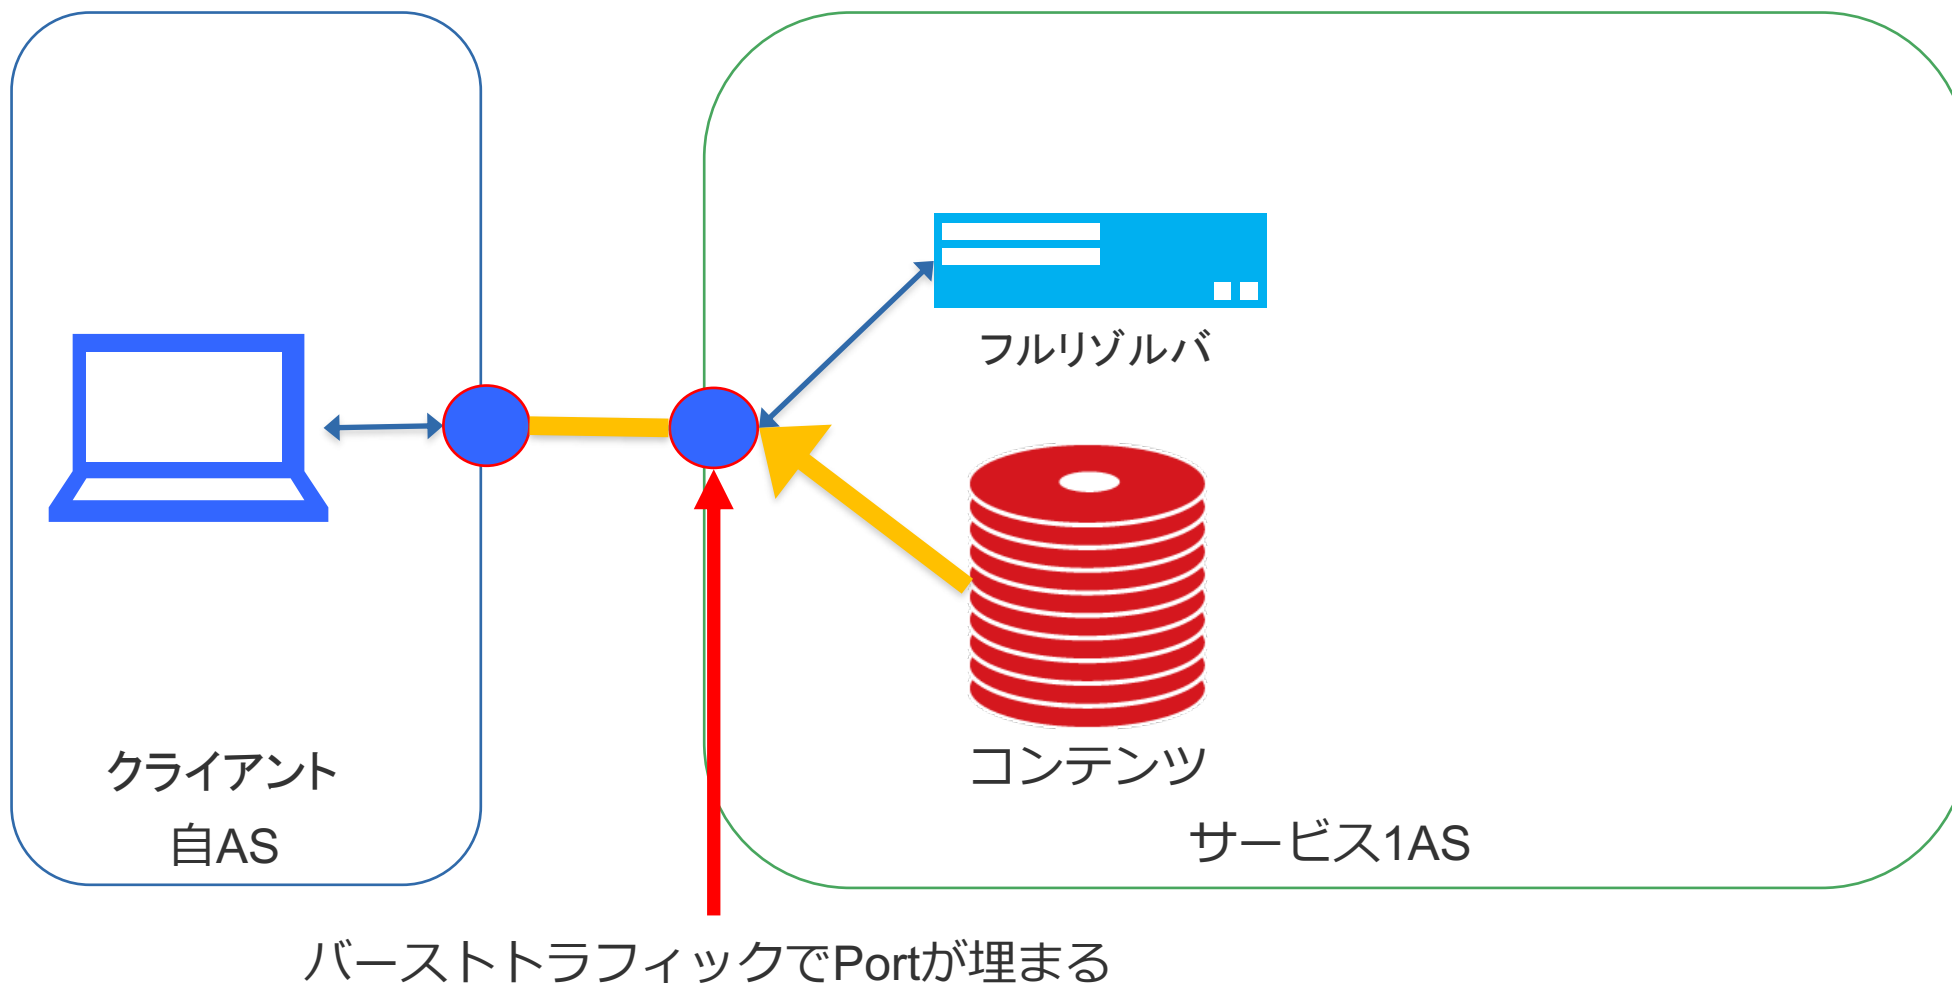 フルリゾルバ
クライアント
自AS
コンテンツ
サービス1AS
バーストトラフィックでPortが埋まる